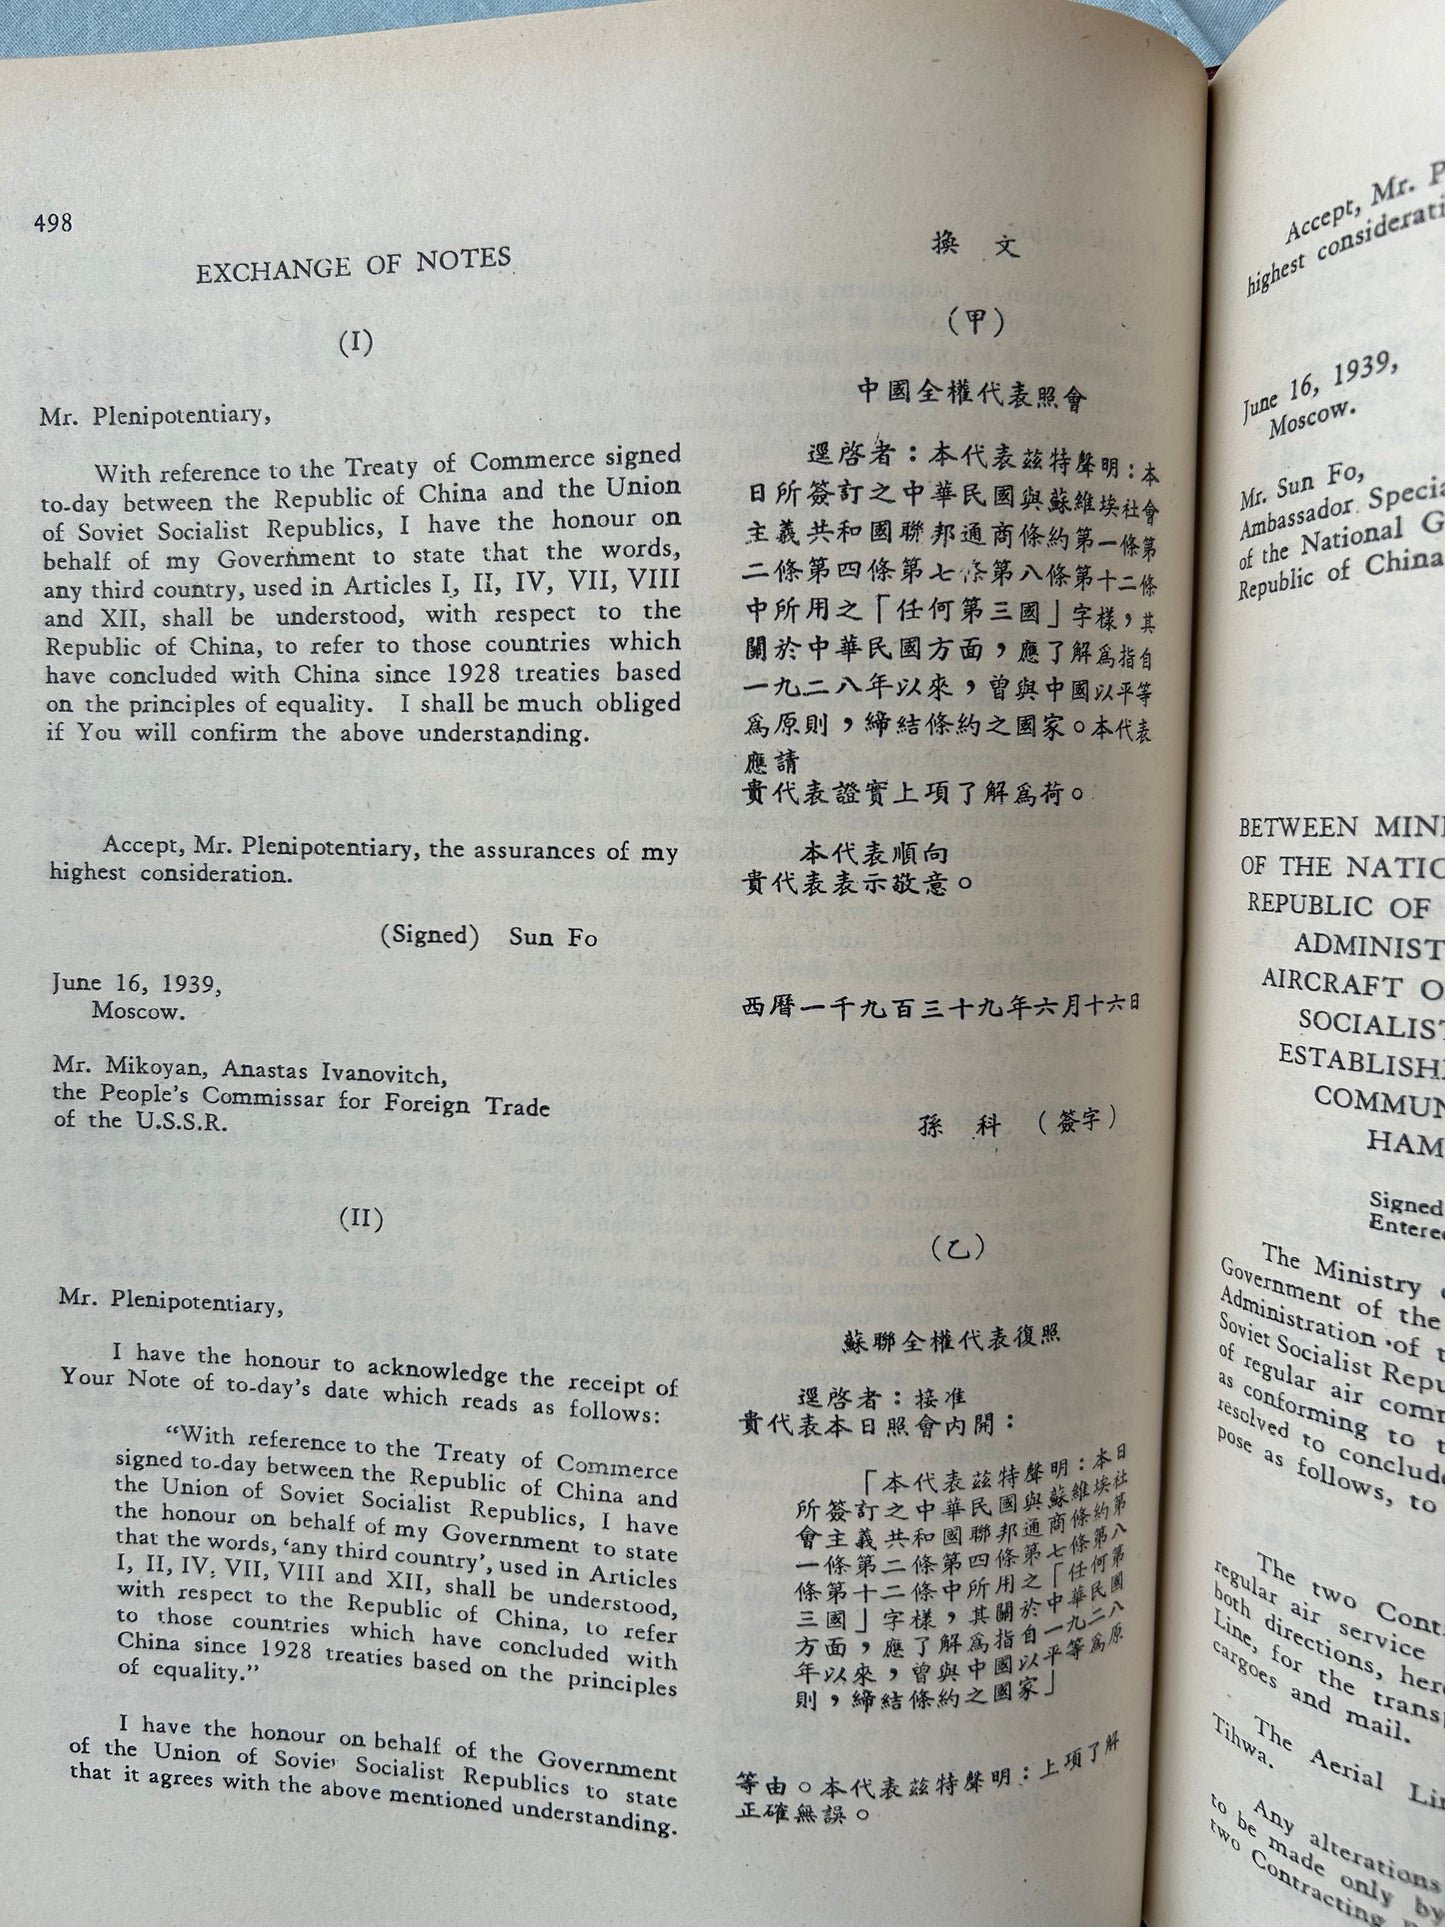 498
EXCHANGE OF NOTES
(I)
Mr. Plenipotentiary,
With reference to the Treaty of Commerce signed
to-day between the Republic of China and the Union
of Soviet Socialist Republics, I have the honour on
behalf of my Government to state that the words,
any third country, used in Articles I, II, IV, VII, VIII
and XII, shall be understood, with respect to the
Republic of China, to refer to those countries which
have concluded with China since 1928 treaties based
on the principles of equality. I shall be much obliged
if You will confirm the above understanding.
Accept, Mr. Plenipotentiary, the assurances of my
highest consideration.
(Signed) Sun Fo
June 16, 1939,
Moscow.
Mr. Mikoyan, Anastas Ivanovitch,
the People's Commissar for Foreign Trade
of the U.S.S.R.
(II)
Mr. Plenipotentiary,
I have the honour to acknowledge the receipt of
Your Note of to-day's date which reads as follows:
"With reference to the Treaty of Commerce
signed to-day between the Republic of China and
the Union of Soviet Socialist Republics, I have
the honour on behalf of my Government to state
that the words, 'any third country', used in Articles
I, II, IV, VII, VIII and XII, shall be understood,
with respect to the Republic of China, to refer
to those countries which have concluded with
China since 1928 treaties based on the principles
of equality."
I have the honour on behalf of the Government
of the Union of Soviet Socialist Republics to state
that it agrees with the above mentioned understanding.
換文
(甲)
中國全權代表照會
逕啓者：本代表茲特聲明：本
日所簽訂之中華民國與蘇維埃社會
主義共和國聯邦通商條約第一條第
二條第四條第七條第八條第十二條
中所用之「任何第三國」字樣，其
關於中華民國方面，應了解爲指自
一九二八年以來，曾與中國以平等
爲原則，締結條約之國家。本代表
應請
貴代表證實上項了解爲荷。
本代表順向
貴代表表示敬意。
西曆一千九百三十九年六月十六日
孫科（簽字）
(乙)
蘇聯全權代表復照
逕啓者：接准
貴代表本日照會內開：
「本代表茲特聲明：本日
所簽訂之中華民國與蘇維埃社
會主義共和國聯邦通商條約第
一條第二條第四條第七條第八
條第十二條中所用之「任何第
三國」字樣，其關於中華民國
方面，應了解爲指自一九二八
年以來，曾與中國以平等爲原
則，締結條約之國家」
等由。本代表茲特聲明：上項了解
正確無誤。
Accept, Mr.
highest
June 16, 1939,
Moscow.
Mr. Sun Fo,
Ambassador
of the National
Republic of China
BETWEEN
OF THE
REPUBLIC OF
AIRCRAFT
Signed
The Ministry
Government of the
Administration of
Soviet Socialist
of regular air
as conforming to
resolved to
pose as follows, to
The two
regular air service
both directions,
Line, for the
cargoes and mail.
The Aerial
Tihwa.
Any alterations
to be made only by
two Contracting